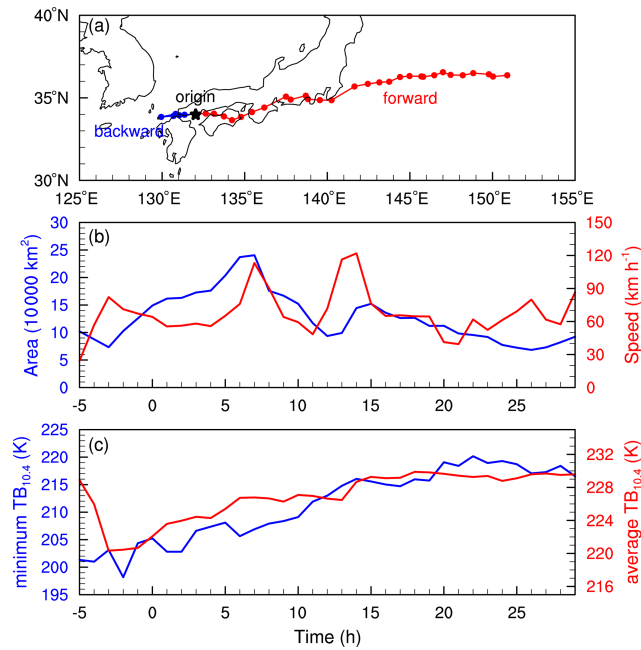 40°N
(a)
origin
35°N
forward
backward
30°N
125°E 130°E 135°E 140°E 145°E 150°E 155°E
30 (b) 150
25 120
20 90
15
10 60
5 30
0 0
Area (10 000 km²)
Speed (km h⁻¹)
-5 0 5 10 15 20 25
225 (c)
220 232
215 228
210 224
205
200 220
195 216
minimum TB₁₀.₄ (K)
average TB₁₀.₄ (K)
-5 0 5 10 15 20 25
Time (h)